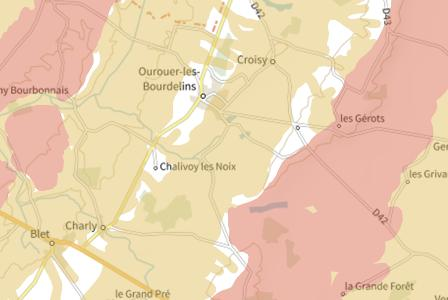 D42
D43
Croisy
Ourouer-les-
Bourdelins
ny Bourbonnais
les Gérots
Chalivoy les Noix
Ger
les Griva
D42
Charly
Blet
le Grand Pré
la Grande Forêt